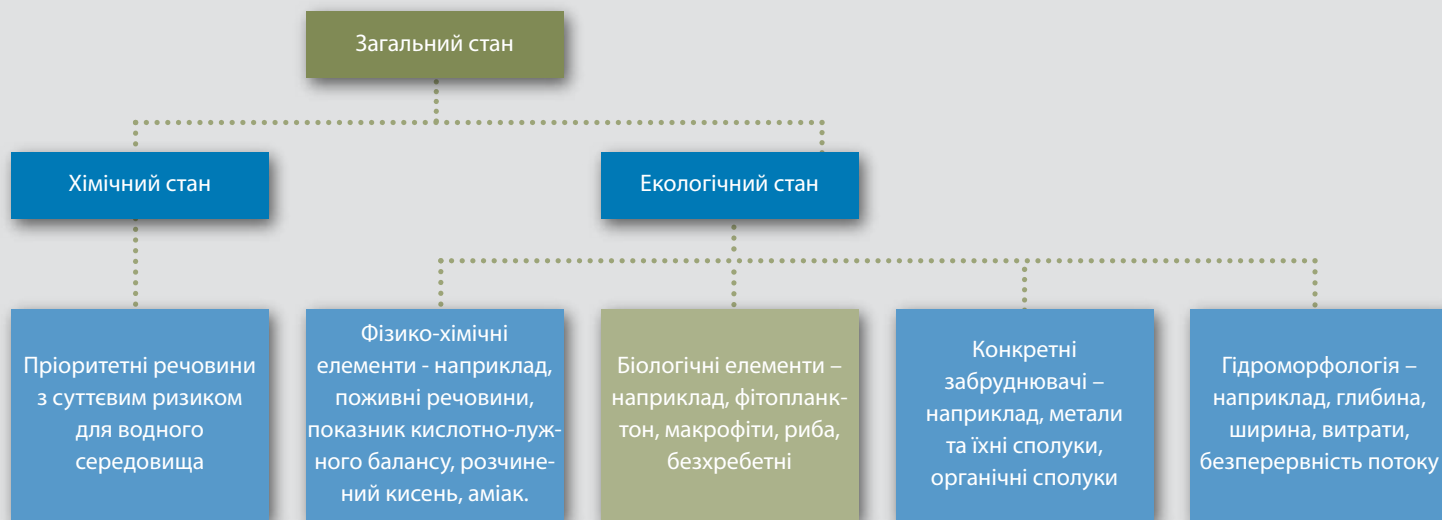 Загальний стан
Хімічний стан
Екологічний стан
Пріоритетні речовини
з суттєвим ризиком
для водного
середовища
Фізико-хімічні
елементи - наприклад,
поживні речовини,
показник кислотно-луж-
ного балансу, розчине-
ний кисень, аміак.
Біологічні елементи –
наприклад, фітопланк-
тон, макрофіти, риба,
безхребетні
Конкретні
забруднювачі –
наприклад, метали
та їхні сполуки,
органічні сполуки
Гідроморфологія –
наприклад, глибина,
ширина, витрати,
безперервність потоку